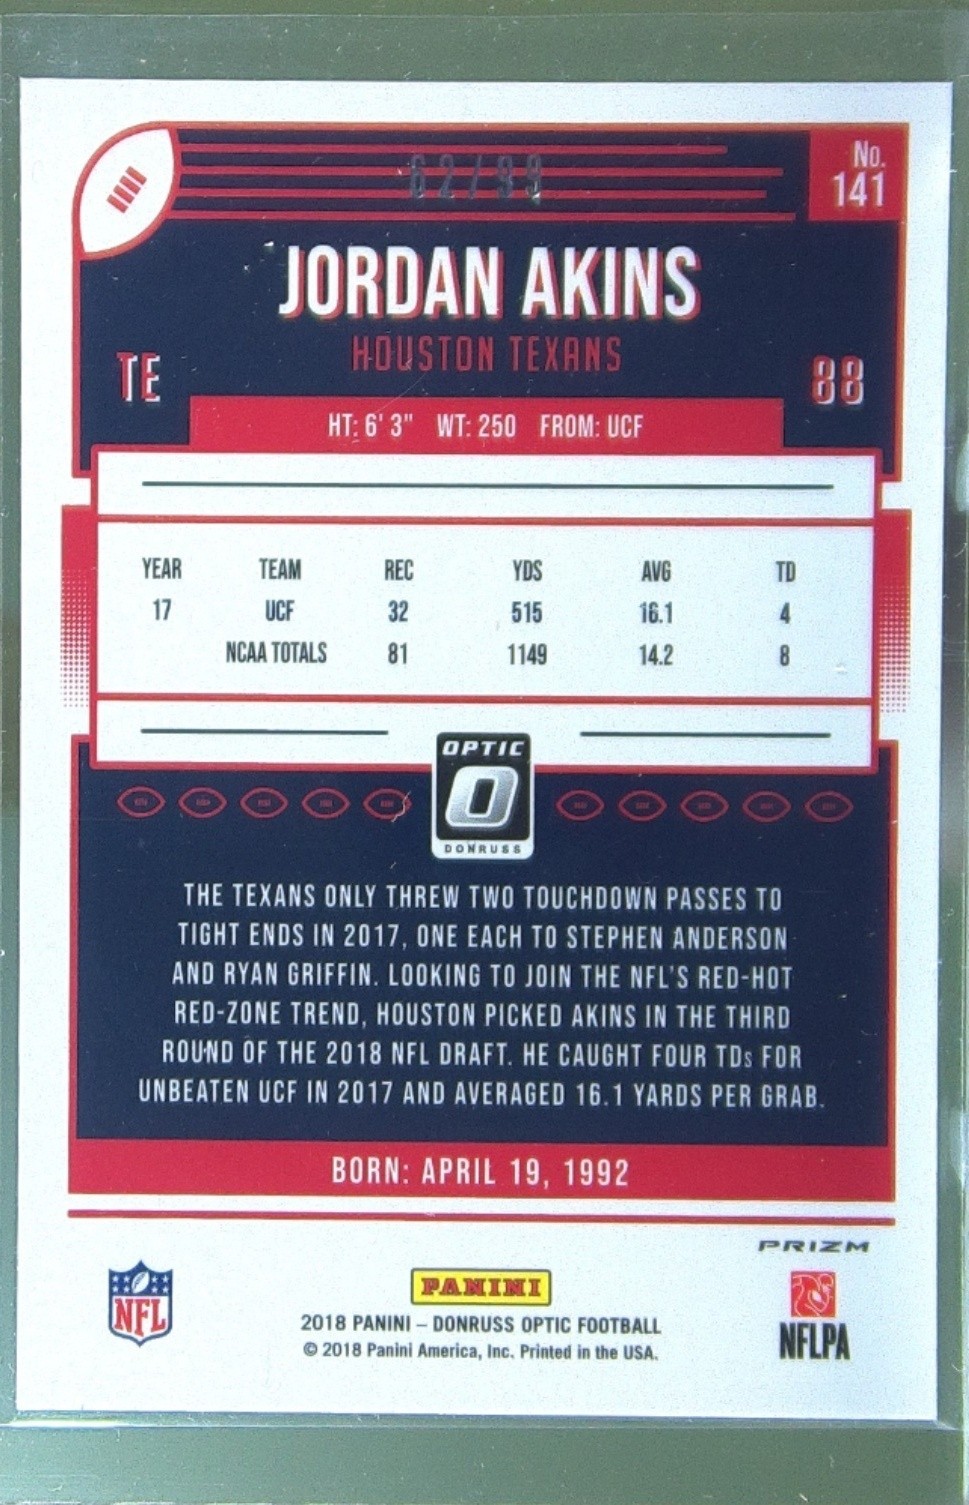 62/99
No.
141
JORDAN AKINS
HOUSTON TEXANS
TE
88
HT: 6' 3" WT: 250 FROM: UCF
YEAR TEAM REC YDS AVG TD
17 UCF 32 515 16.1 4
NCAA TOTALS 81 1149 14.2 8
OPTIC
O
DONRUSS
THE TEXANS ONLY THREW TWO TOUCHDOWN PASSES TO
TIGHT ENDS IN 2017, ONE EACH TO STEPHEN ANDERSON
AND RYAN GRIFFIN. LOOKING TO JOIN THE NFL'S RED-HOT
RED-ZONE TREND, HOUSTON PICKED AKINS IN THE THIRD
ROUND OF THE 2018 NFL DRAFT. HE CAUGHT FOUR TDs FOR
UNBEATEN UCF IN 2017 AND AVERAGED 16.1 YARDS PER GRAB.
BORN: APRIL 19, 1992
PRIZM
NFL
PANINI
2018 PANINI – DONRUSS OPTIC FOOTBALL
© 2018 Panini America, Inc. Printed in the USA.
NFLPA